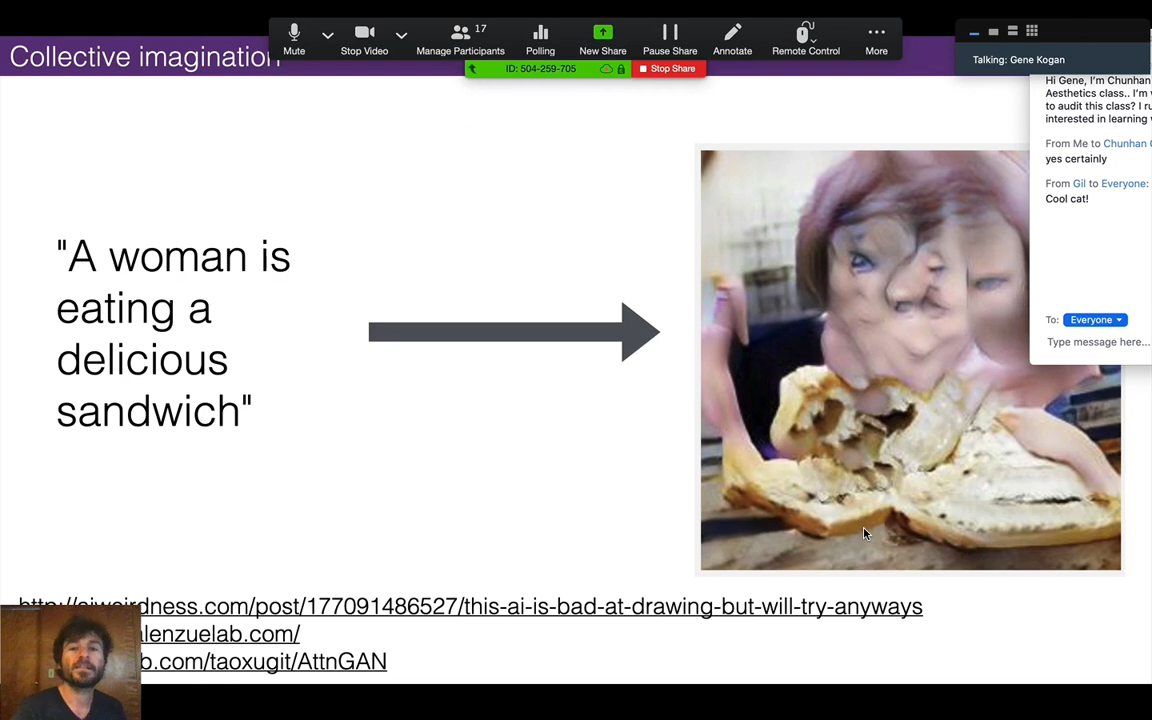 17
Mute
Stop Video
Manage Participants
Polling
New Share
Pause Share
Annotate
Remote Control
More
Collective imagination
ID: 504-259-705
Stop Share
Talking: Gene Kogan
Hi Gene, I'm Chunhan
Aesthetics class.. I'm
to audit this class? I
interested in learning
From Me to Chunhan
yes certainly
From Gil to Everyone:
Cool cat!
"A woman is
eating a
delicious
sandwich"
To: Everyone
Type message here...
http://aiweirdness.com/post/177091486527/this-ai-is-bad-at-drawing-but-will-try-anyways
alenzuelab.com/
b.com/taoxugit/AttnGAN